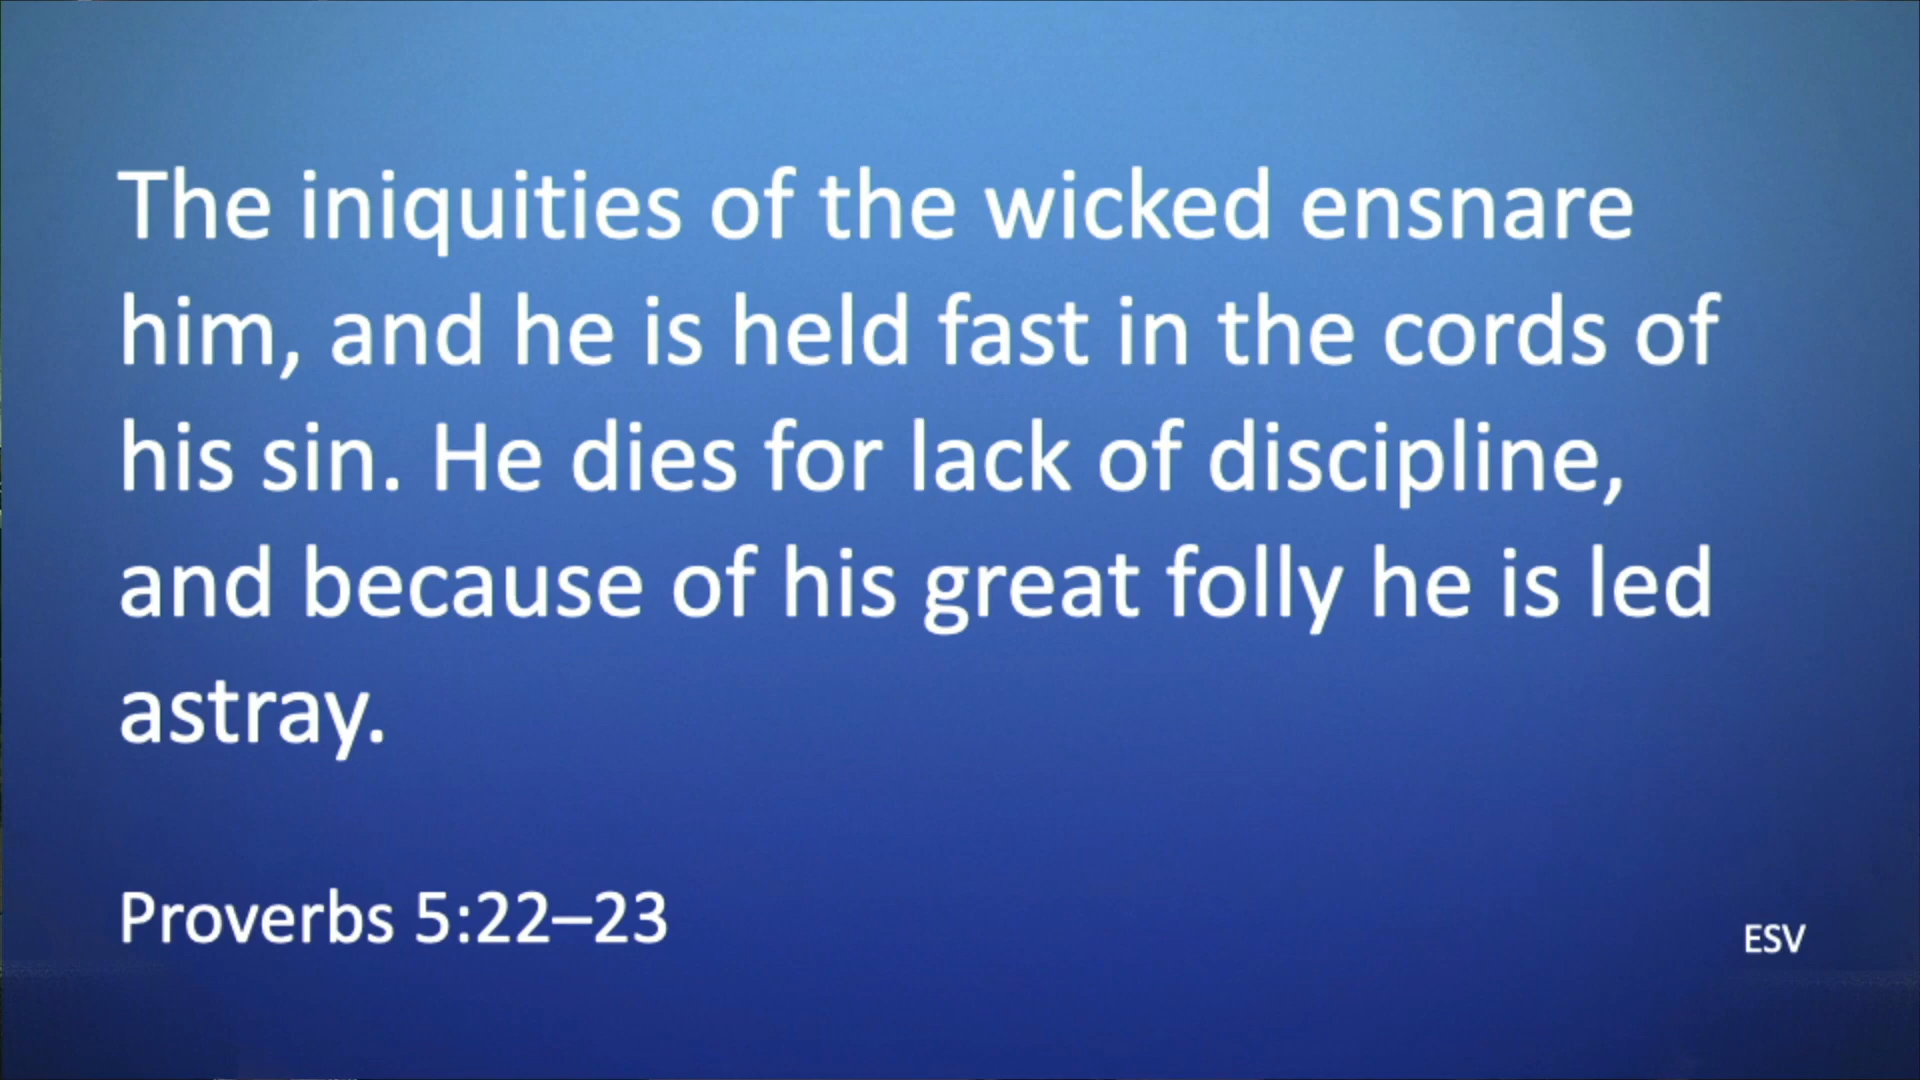 The iniquities of the wicked ensnare
him, and he is held fast in the cords of
his sin. He dies for lack of discipline,
and because of his great folly he is led
astray.
Proverbs 5:22–23
ESV